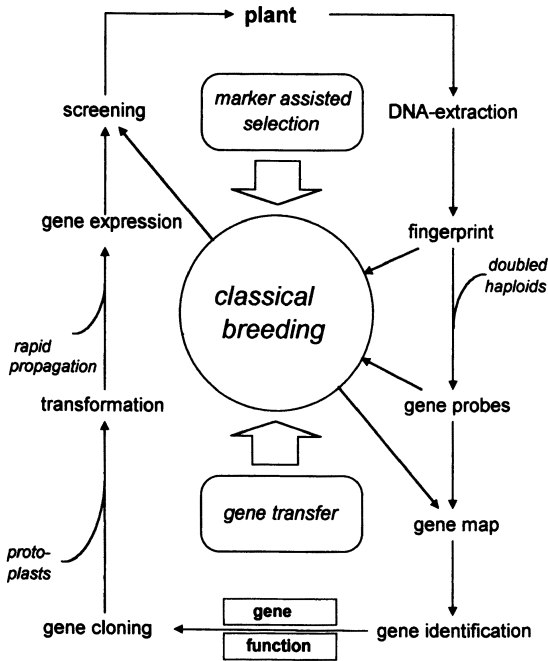 plant
marker assisted
selection
screening
DNA-extraction
gene expression
fingerprint
doubled
haploids
classical
breeding
rapid
propagation
transformation
gene probes
gene transfer
gene map
proto-
plasts
gene
gene cloning
gene identification
function